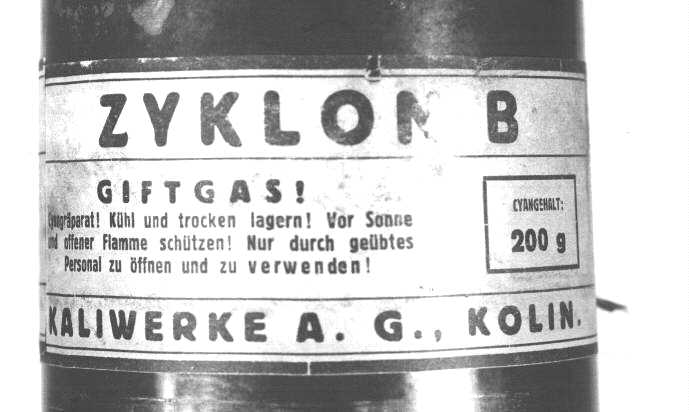 ZYKLON B
GIFTGAS!
Cyanpräparat! Kühl und trocken lagern! Vor Sonne
und offener Flamme schützen! Nur durch geübtes
Personal zu öffnen und zu verwenden!
CYANGEHALT:
200 g
KALIWERKE A. G., KOLIN.